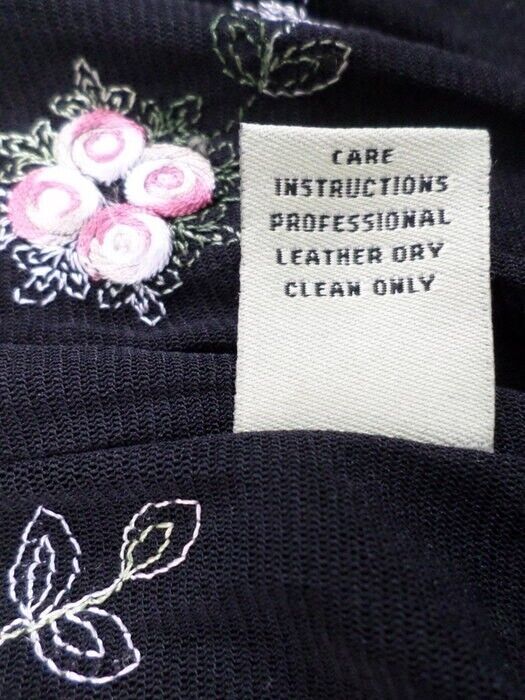 CARE
INSTRUCTIONS
PROFESSIONAL
LEATHER DRY
CLEAN ONLY